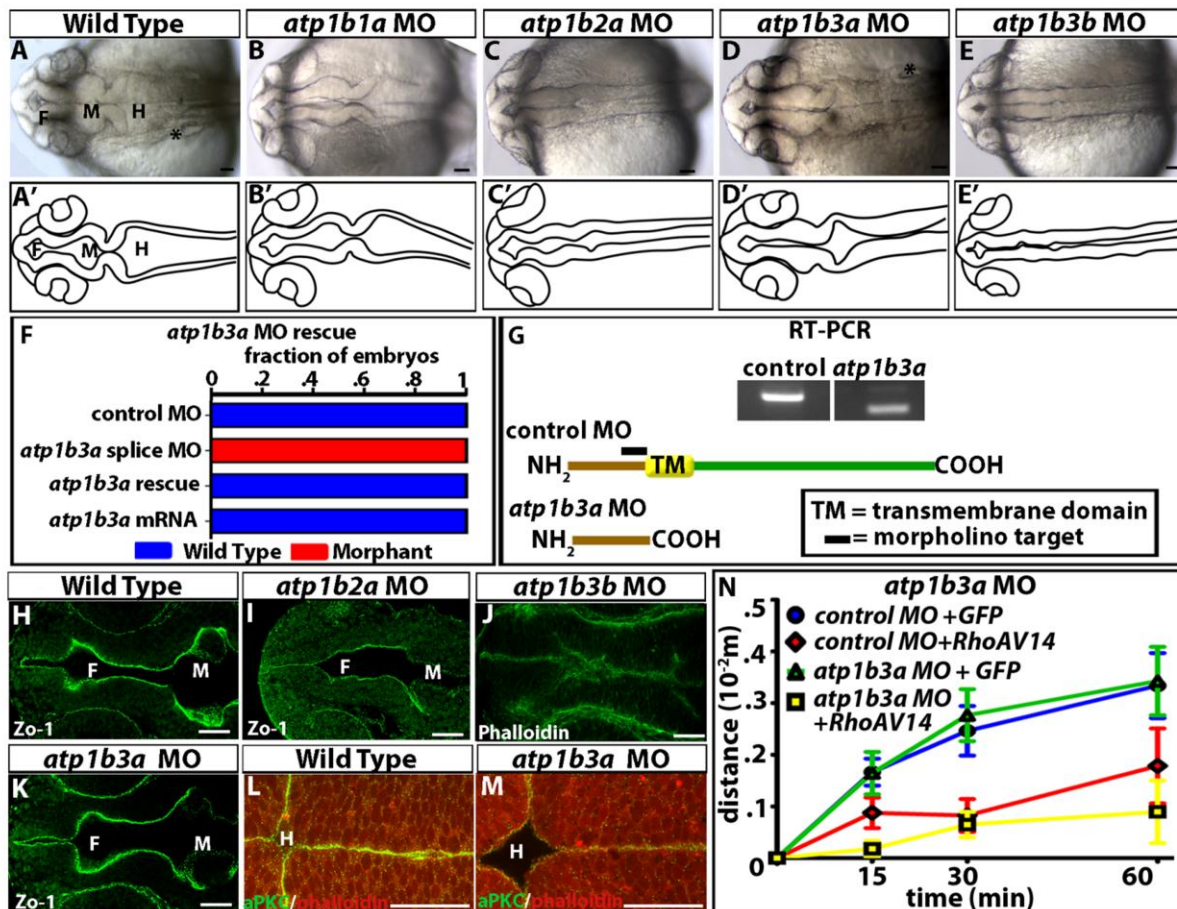 Wild Type
atp1b1a MO
atp1b2a MO
atp1b3a MO
atp1b3b MO
A
F
M
H
*
B
C
D
*
E
A'
F
M
H
B'
C'
D'
E'
F
atp1b3a MO rescue
fraction of embryos
0 .2 .4 .6 .8 1
control MO
atp1b3a splice MO
atp1b3a rescue
atp1b3a mRNA
Wild Type
Morphant
G
RT-PCR
control
atp1b3a
control MO
NH2
TM
COOH
atp1b3a MO
NH2
COOH
TM = transmembrane domain
= morpholino target
Wild Type
atp1b2a MO
atp1b3b MO
H
F
M
Zo-1
I
F
M
Zo-1
J
Phalloidin
atp1b3a MO
Wild Type
atp1b3a MO
K
F
M
Zo-1
L
H
aPKC/phalloidin
M
H
aPKC/phalloidin
N
atp1b3a MO
control MO +GFP
control MO+RhoAV14
atp1b3a MO + GFP
atp1b3a MO
+RhoAV14
distance (10-2m)
.5
.4
.3
.2
.1
0
15 30 60
time (min)